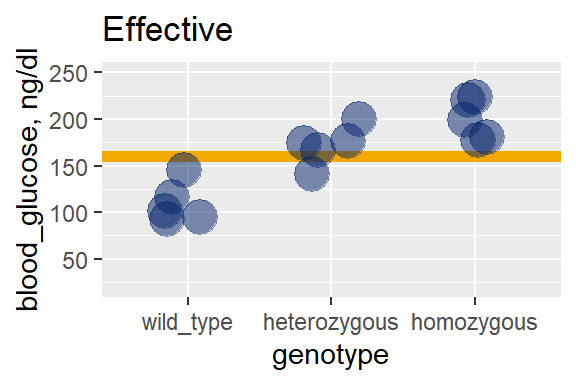 Effective
blood_glucose, ng/dl
250
200
150
100
50
wild_type heterozygous homozygous
genotype